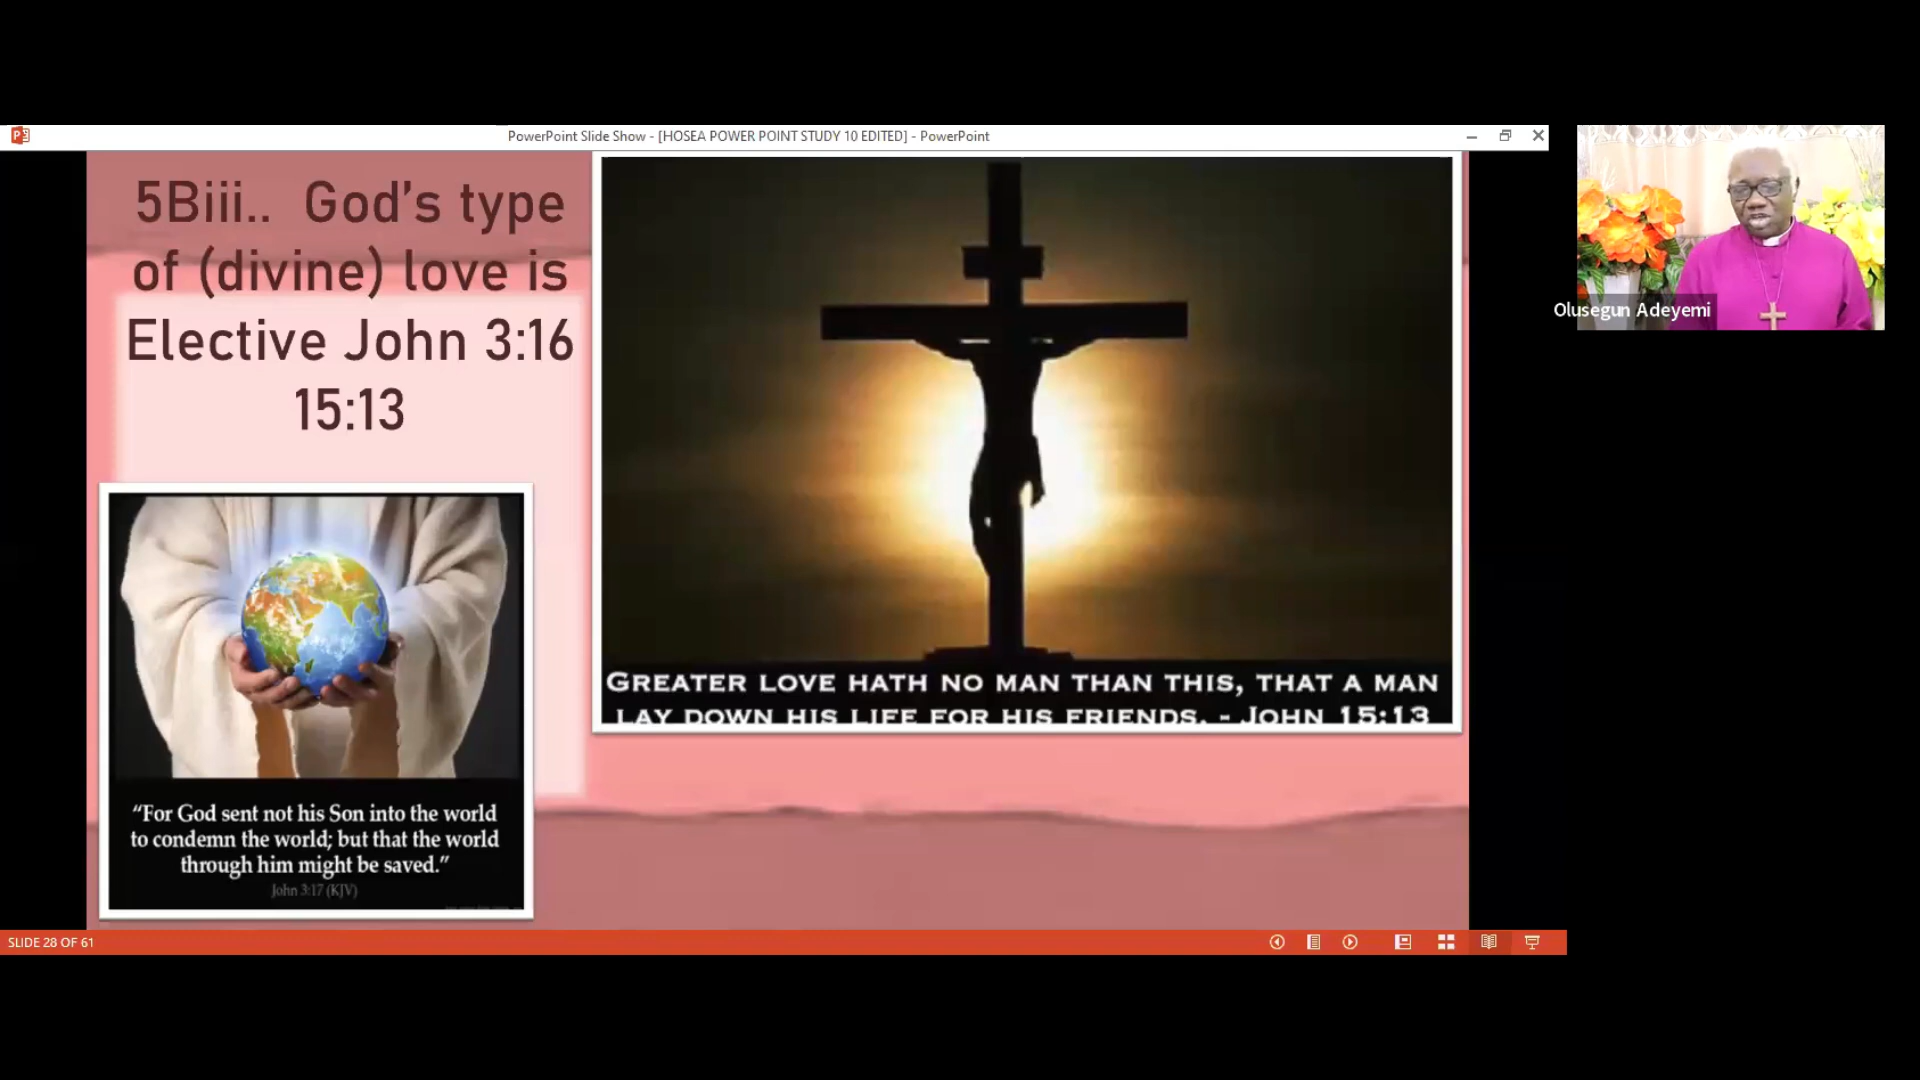 PowerPoint Slide Show - [HOSEA POWER POINT STUDY 10 EDITED] - PowerPoint
5Biii.. God's type
of (divine) love is
Elective John 3:16
15:13
GREATER LOVE HATH NO MAN THAN THIS, THAT A MAN
LAY DOWN HIS LIFE FOR HIS FRIENDS. - JOHN 15:13
“For God sent not his Son into the world
to condemn the world; but that the world
through him might be saved.”
John 3:17 (KJV)
Olusegun Adeyemi
SLIDE 28 OF 61